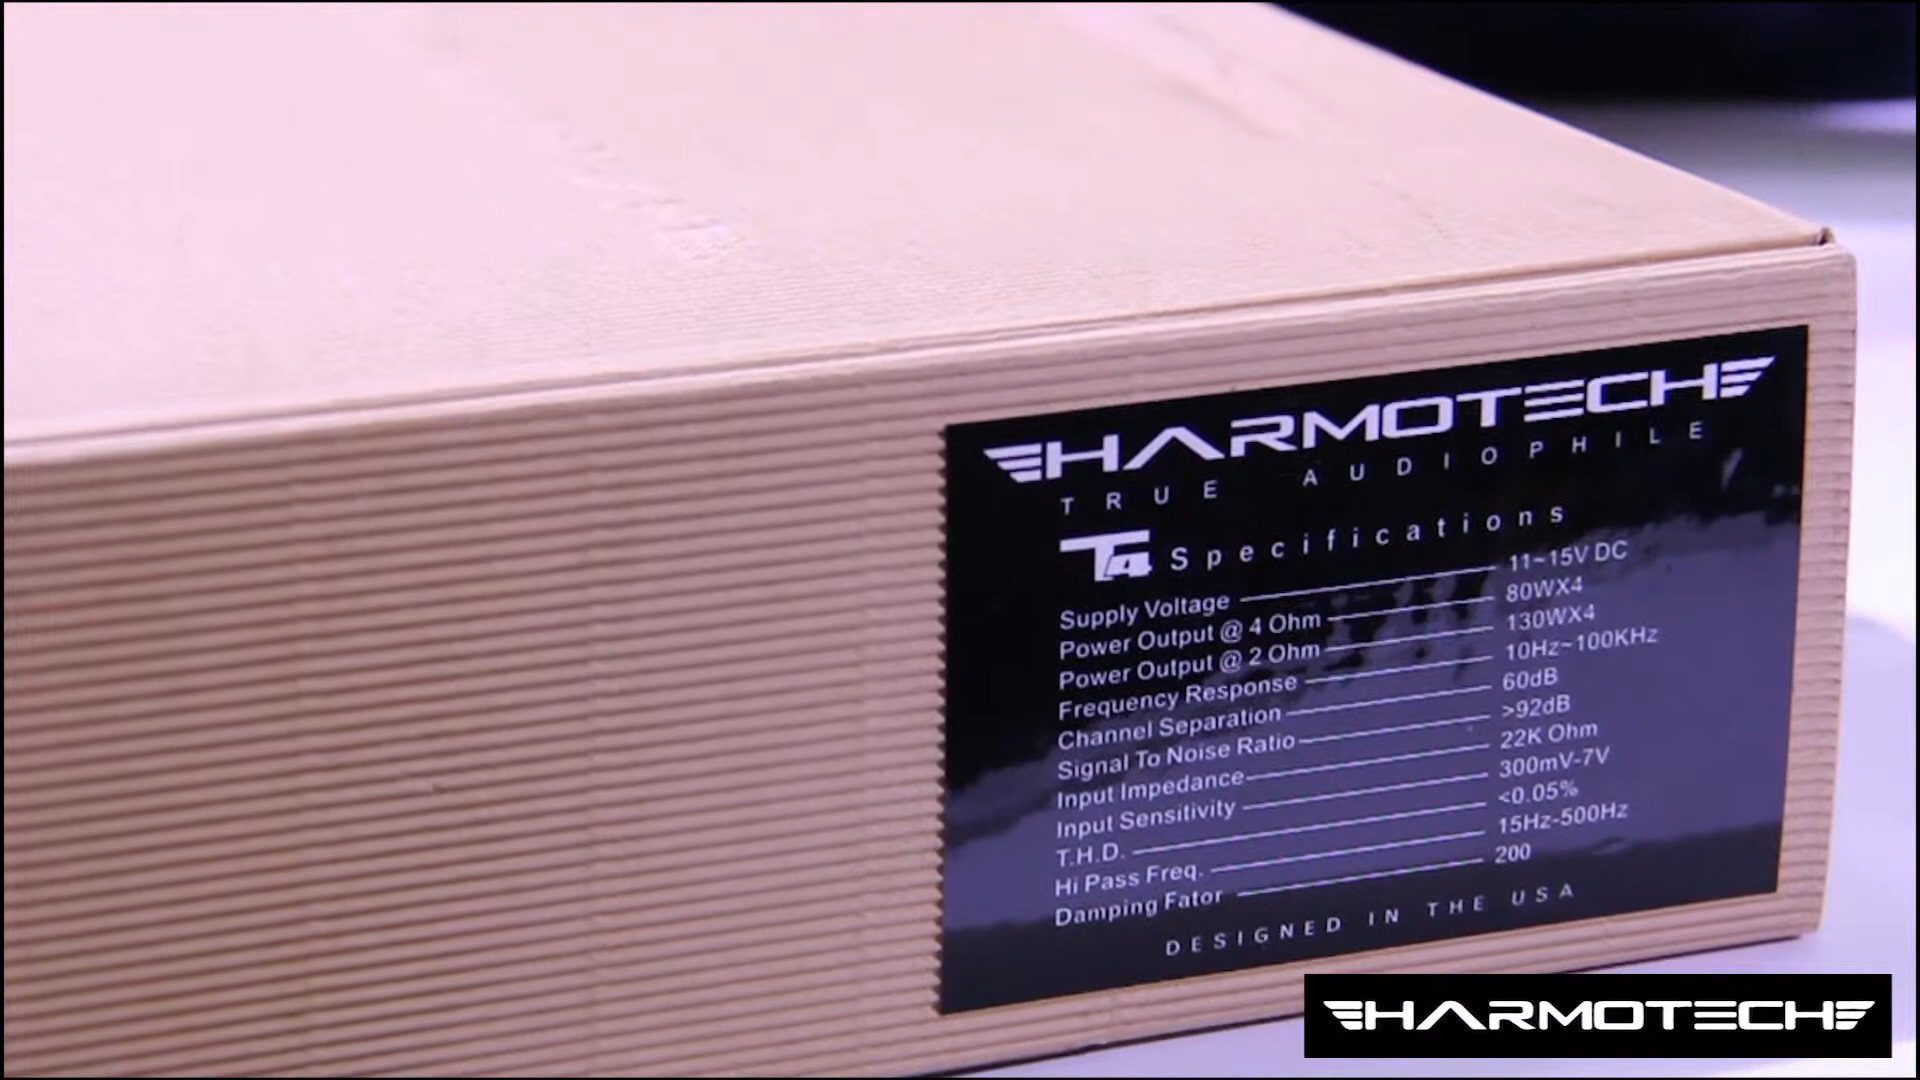 HARMOTECH
TRUE AUDIOPHILE
T4 Specifications
Supply Voltage 11~15V DC
Power Output @ 4 Ohm 80WX4
Power Output @ 2 Ohm 130WX4
Frequency Response 10Hz~100KHz
Channel Separation 60dB
Signal To Noise Ratio >92dB
Input Impedance 22K Ohm
Input Sensitivity 300mV-7V
T.H.D. <0.05%
Hi Pass Freq. 15Hz-500Hz
Damping Fator 200
DESIGNED IN THE USA
HARMOTECH